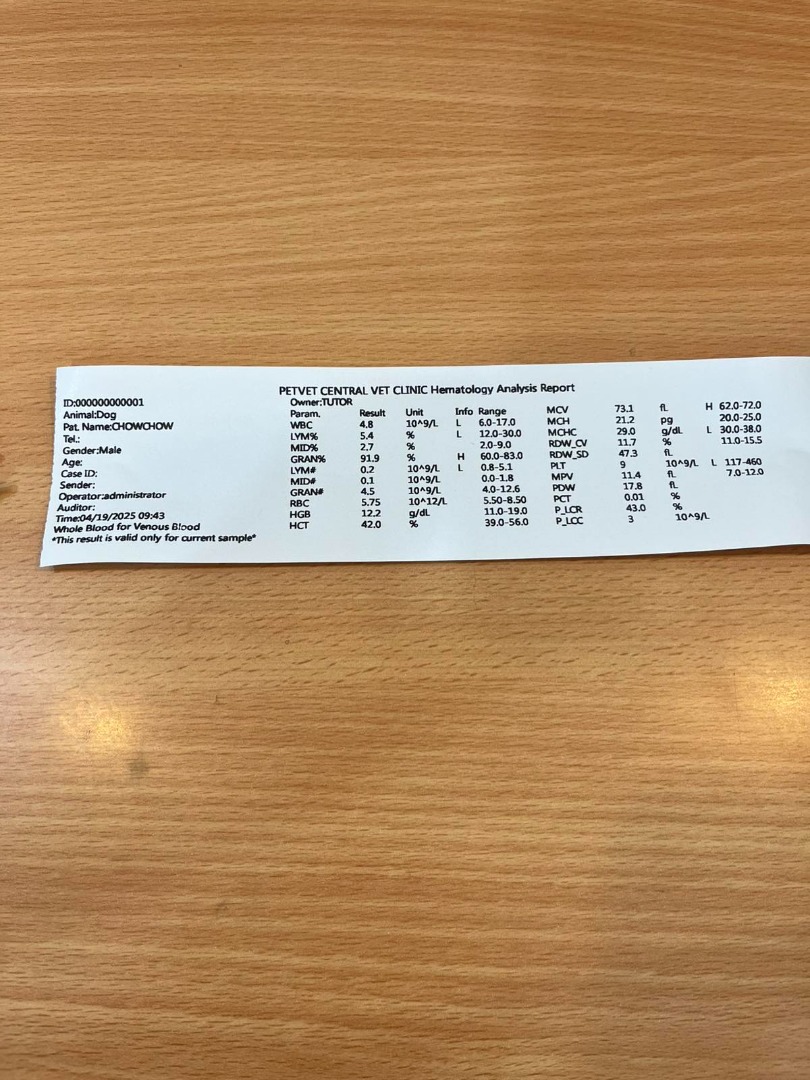 PETVET CENTRAL VET CLINIC Hematology Analysis Report
ID:000000000001
Animal:Dog
Pat. Name:CHOWCHOW
Tel.:
Gender:Male
Age:
Case ID:
Sender:
Operator:administrator
Auditor:
Time:04/19/2025 09:43
Whole Blood for Venous Blood
*This result is valid only for current sample*
Owner:TUTOR
Param. Result Unit Info Range
WBC 4.8 10^9/L L 6.0-17.0
LYM% 5.4 % L 12.0-30.0
MID% 2.7 % 2.0-9.0
GRAN% 91.9 % H 60.0-83.0
LYM# 0.2 10^9/L L 0.8-5.1
MID# 0.1 10^9/L 0.0-1.8
GRAN# 4.5 10^9/L 4.0-12.6
RBC 5.75 10^12/L 5.50-8.50
HGB 12.2 g/dL 11.0-19.0
HCT 42.0 % 39.0-56.0
MCV 73.1 fL H 62.0-72.0
MCH 21.2 pg 20.0-25.0
MCHC 29.0 g/dL L 30.0-38.0
RDW_CV 11.7 % 11.0-15.5
RDW_SD 47.3 fL
PLT 9 10^9/L L 117-460
MPV 11.4 fL 7.0-12.0
PDW 17.8 fL
PCT 0.01 %
P_LCR 43.0 %
P_LCC 3 10^9/L